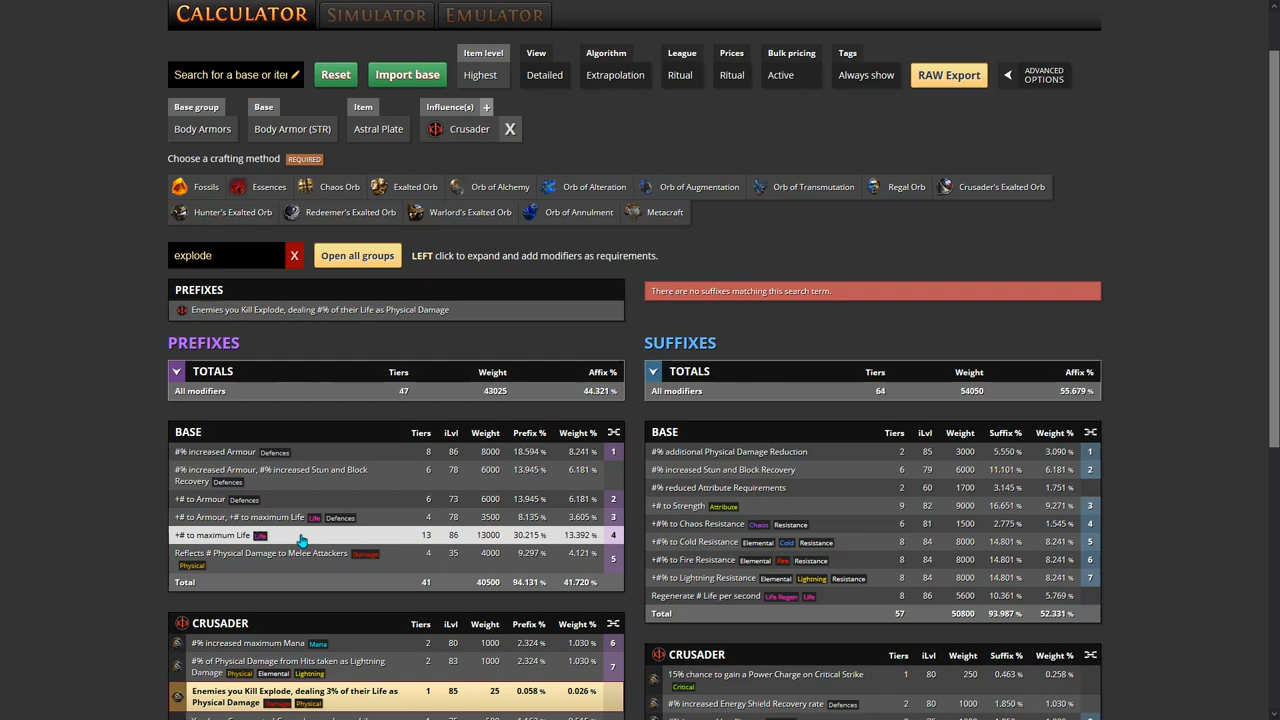 CALCULATOR SIMULATOR EMULATOR
Item level View Algorithm League Prices Bulk pricing Tags
Search for a base or iter Reset Import base Highest Detailed Extrapolation Ritual Ritual Active Always show RAW Export ADVANCED OPTIONS
Base group Base Item Influence(s) +
Body Armors Body Armor (STR) Astral Plate Crusader X
Choose a crafting method REQUIRED
Fossils Essences Chaos Orb Exalted Orb Orb of Alchemy Orb of Alteration Orb of Augmentation Orb of Transmutation Regal Orb Crusader's Exalted Orb
Hunter's Exalted Orb Redeemer's Exalted Orb Warlord's Exalted Orb Orb of Annulment Metacraft
explode X Open all groups LEFT click to expand and add modifiers as requirements.
PREFIXES
Enemies you Kill Explode, dealing #% of their Life as Physical Damage
There are no suffixes matching this search term.
PREFIXES
TOTALS Tiers Weight Affix %
All modifiers 47 43025 44.321 %
BASE Tiers iLvl Weight Prefix % Weight %
#% increased Armour Defences 8 86 8000 18.594 % 8.241 % 1
#% increased Armour, #% increased Stun and Block
Recovery Defences 6 78 6000 13.945 % 6.181 %
+# to Armour Defences 6 73 6000 13.945 % 6.181 % 2
+# to Armour, +# to maximum Life Life Defences 4 78 3500 8.135 % 3.605 % 3
+# to maximum Life Life 13 86 13000 30.215 % 13.392 % 4
Reflects # Physical Damage to Melee Attackers Damage 4 35 4000 9.297 % 4.121 % 5
Physical
Total 41 40500 94.131 % 41.720 %
CRUSADER Tiers iLvl Weight Prefix % Weight %
#% increased maximum Mana Mana 2 80 1000 2.324 % 1.030 % 6
#% of Physical Damage from Hits taken as Lightning
Damage Physical Elemental Lightning 2 83 1000 2.324 % 1.030 % 7
Enemies you Kill Explode, dealing 3% of their Life as
Physical Damage Damage Physical 1 85 25 0.058 % 0.026 %
SUFFIXES
TOTALS Tiers Weight Affix %
All modifiers 64 54050 55.679 %
BASE Tiers iLvl Weight Suffix % Weight %
#% additional Physical Damage Reduction 2 85 3000 5.550 % 3.090 % 1
#% increased Stun and Block Recovery 6 79 6000 11.101 % 6.181 % 2
#% reduced Attribute Requirements 2 60 1700 3.145 % 1.751 %
+# to Strength Attribute 9 82 9000 16.651 % 9.271 % 3
+#% to Chaos Resistance Chaos Resistance 6 81 1500 2.775 % 1.545 % 4
+#% to Cold Resistance Elemental Cold Resistance 8 84 8000 14.801 % 8.241 % 5
+#% to Fire Resistance Elemental Fire Resistance 8 84 8000 14.801 % 8.241 % 6
+#% to Lightning Resistance Elemental Lightning Resistance 8 84 8000 14.801 % 8.241 % 7
Regenerate # Life per second Life Regen Life 8 86 5600 10.361 % 5.769 %
Total 57 50800 93.987 % 52.331 %
CRUSADER Tiers iLvl Weight Suffix % Weight %
15% chance to gain a Power Charge on Critical Strike
Critical 1 80 250 0.463 % 0.258 %
#% increased Energy Shield Recovery rate Defences 2 80 1000 1.850 % 1.030 %